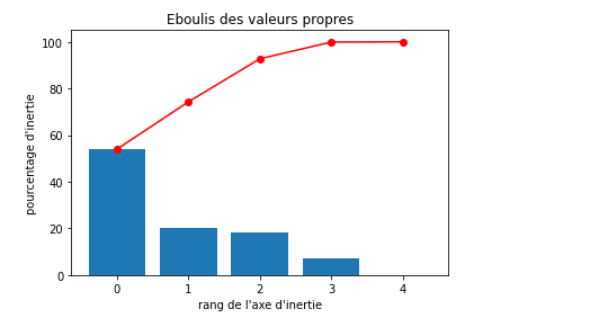 Eboulis des valeurs propres
100
80
60
40
20
0
pourcentage d'inertie
0 1 2 3 4
rang de l'axe d'inertie